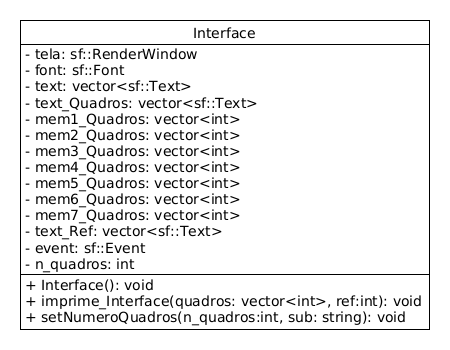 Interface
- tela: sf::RenderWindow
- font: sf::Font
- text: vector<sf::Text>
- text_Quadros: vector<sf::Text>
- mem1_Quadros: vector<int>
- mem2_Quadros: vector<int>
- mem3_Quadros: vector<int>
- mem4_Quadros: vector<int>
- mem5_Quadros: vector<int>
- mem6_Quadros: vector<int>
- mem7_Quadros: vector<int>
- text_Ref: vector<sf::Text>
- event: sf::Event
- n_quadros: int
+ Interface(): void
+ imprime_Interface(quadros: vector<int>, ref:int): void
+ setNumeroQuadros(n_quadros:int, sub: string): void